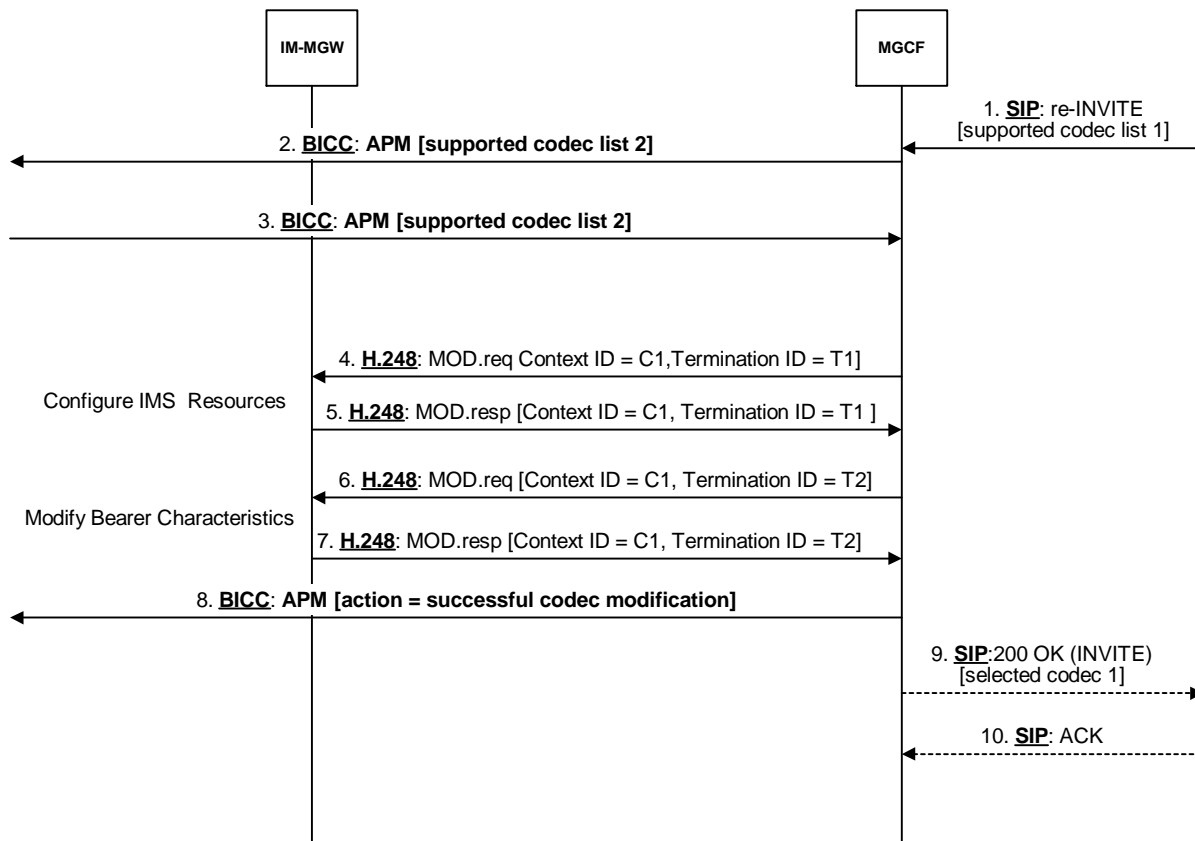 IM-MGW
MGCF
1. SIP: re-INVITE
[supported codec list 1]
2. BICC: APM [supported codec list 2]
3. BICC: APM [supported codec list 2]
4. H.248: MOD.req Context ID = C1,Termination ID = T1]
Configure IMS Resources
5. H.248: MOD.resp [Context ID = C1, Termination ID = T1 ]
6. H.248: MOD.req [Context ID = C1, Termination ID = T2]
Modify Bearer Characteristics
7. H.248: MOD.resp [Context ID = C1, Termination ID = T2]
8. BICC: APM [action = successful codec modification]
9. SIP:200 OK (INVITE)
[selected codec 1]
10. SIP: ACK